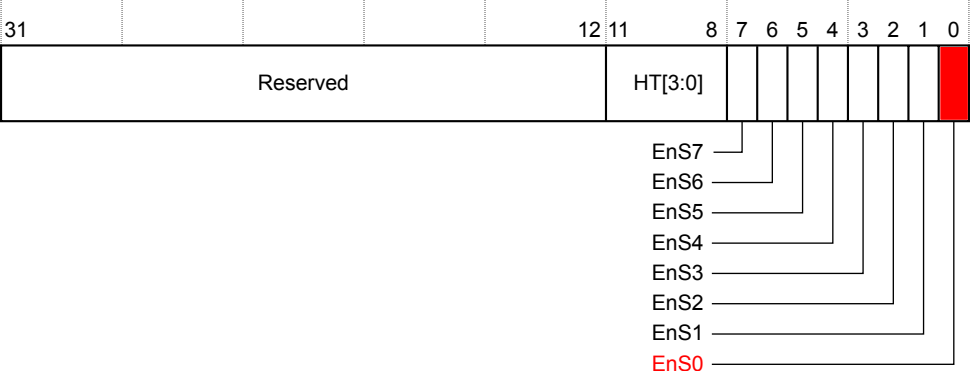 31 12 11 8 7 6 5 4 3 2 1 0
Reserved HT[3:0]
EnS7
EnS6
EnS5
EnS4
EnS3
EnS2
EnS1
EnS0